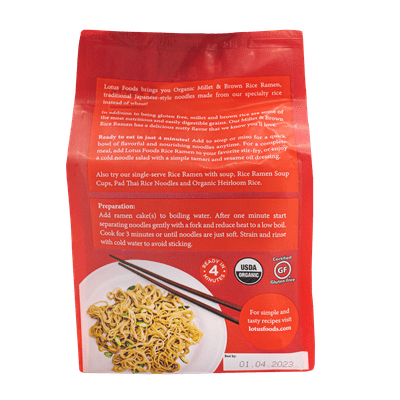 Lotus Foods brings you Organic Millet & Brown Rice Ramen,
traditional Japanese-style noodles made from our specialty rice
instead of wheat!
In addition to being gluten free, millet and brown rice are some of
the most nutritious and easily digestible grains. Our Millet & Brown
Rice Ramen has a delicious nutty flavor that we know you'll love.
Ready to eat in just 4 minutes! Add to soup or miso for a quick
bowl of flavorful and nourishing noodles anytime. For a complete
meal, add Lotus Foods Rice Ramen to your favorite stir-fry, or enjoy
a cold noodle salad with a simple tamari and sesame oil dressing.
Also try our single-serve Rice Ramen with soup, Rice Ramen Soup
Cups, Pad Thai Rice Noodles and Organic Heirloom Rice.
Preparation:
Add ramen cake(s) to boiling water. After one minute start
separating noodles gently with a fork and reduce heat to a low boil.
Cook for 3 minutes or until noodles are just soft. Strain and rinse
with cold water to avoid sticking.
READY IN
4
MINUTES
USDA
ORGANIC
Certified
GF
Gluten-free
For simple and
tasty recipes visit
lotusfoods.com
Best By
01.04.2023